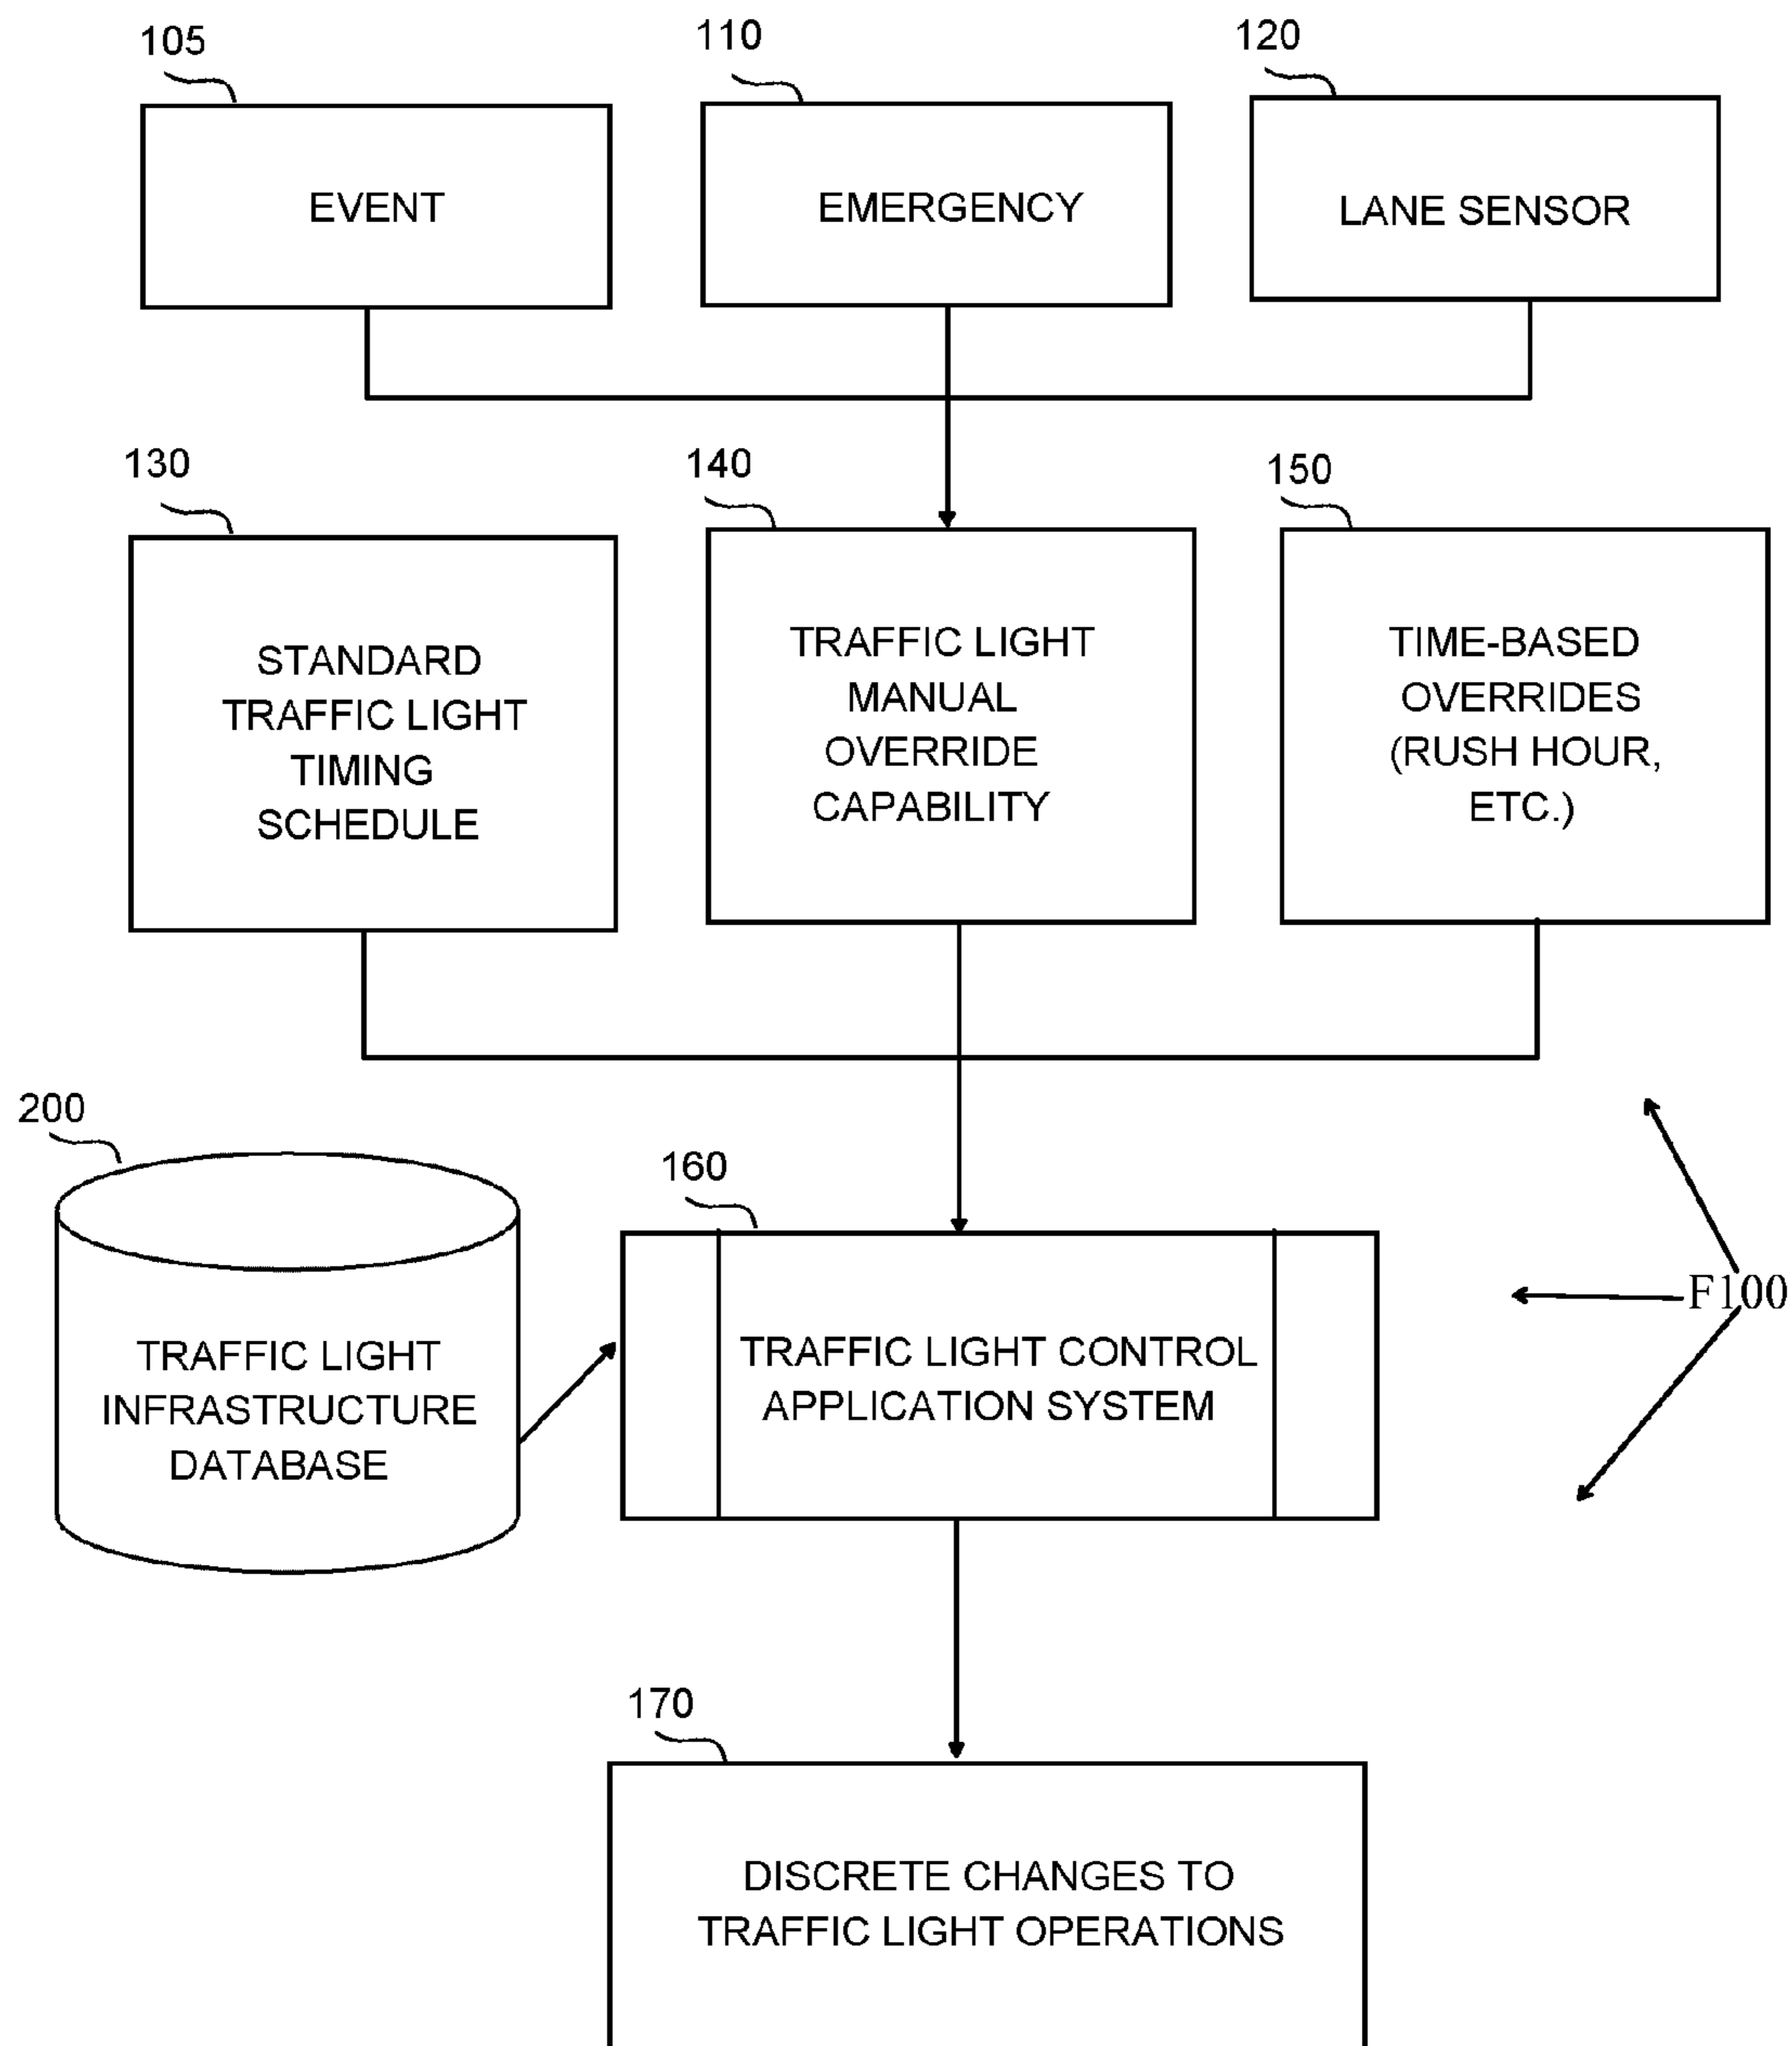 105
110
120
EVENT
EMERGENCY
LANE SENSOR
130
140
150
STANDARD
TRAFFIC LIGHT
TIMING
SCHEDULE
TRAFFIC LIGHT
MANUAL
OVERRIDE
CAPABILITY
TIME-BASED
OVERRIDES
(RUSH HOUR,
ETC.)
200
160
F100
TRAFFIC LIGHT
INFRASTRUCTURE
DATABASE
TRAFFIC LIGHT CONTROL
APPLICATION SYSTEM
170
DISCRETE CHANGES TO
TRAFFIC LIGHT OPERATIONS